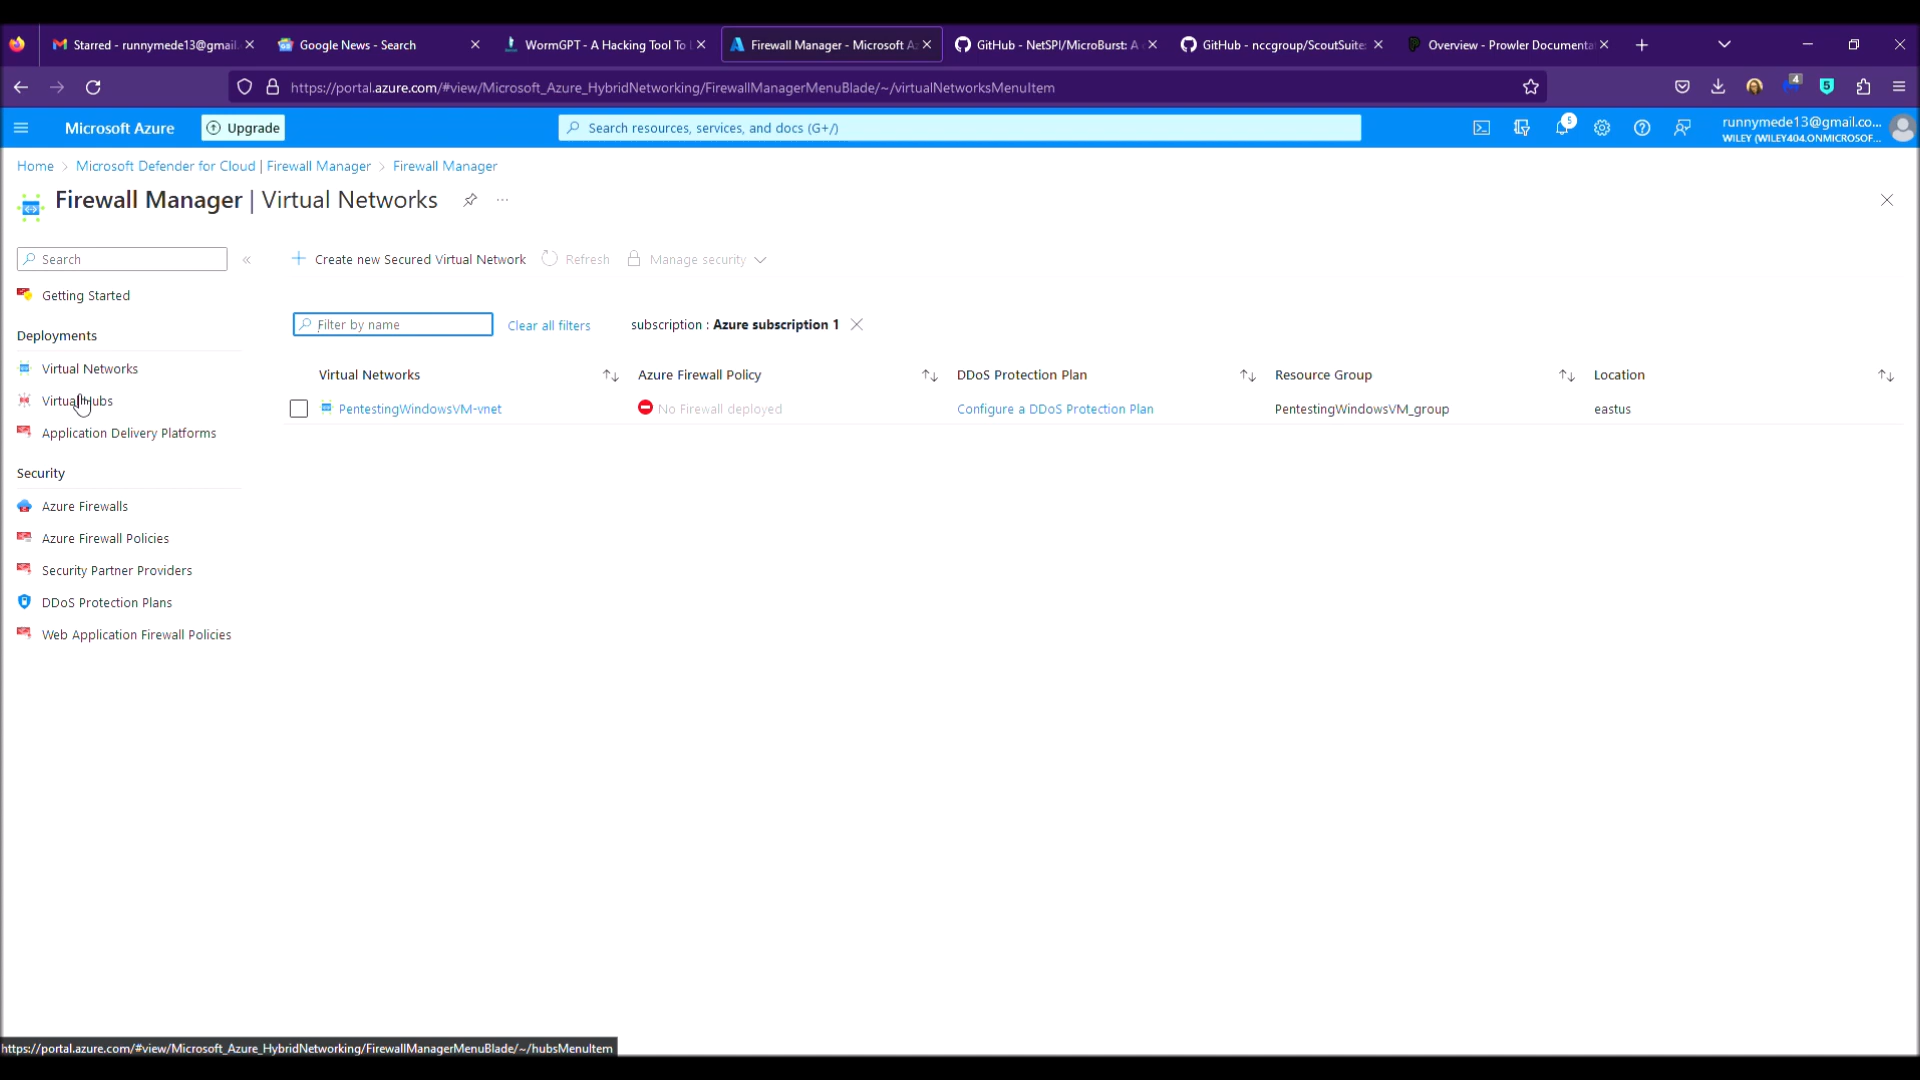 Starred - runnymede13@gmail.
Google News - Search
WormGPT - A Hacking Tool To
Firewall Manager - Microsoft A
GitHub - NetSPI/MicroBurst: A
GitHub - nccgroup/ScoutSuite:
Overview - Prowler Documenta
https://portal.azure.com/#view/Microsoft_Azure_HybridNetworking/FirewallManagerMenuBlade/~/virtualNetworksMenuItem
4
5
Microsoft Azure
Upgrade
Search resources, services, and docs (G+/)
5
runnymede13@gmail.co...
WILEY (WILEY404.ONMICROSOF...
Home > Microsoft Defender for Cloud | Firewall Manager > Firewall Manager
Firewall Manager | Virtual Networks
...
Search
«
Create new Secured Virtual Network
Refresh
Manage security
Getting Started
Filter by name
Clear all filters
subscription : Azure subscription 1
Deployments
Virtual Networks
Virtual Hubs
Application Delivery Platforms
Security
Azure Firewalls
Azure Firewall Policies
Security Partner Providers
DDoS Protection Plans
Web Application Firewall Policies
Virtual Networks
Azure Firewall Policy
DDoS Protection Plan
Resource Group
Location
PentestingWindowsVM-vnet
No Firewall deployed
Configure a DDoS Protection Plan
PentestingWindowsVM_group
eastus
https://portal.azure.com/#view/Microsoft_Azure_HybridNetworking/FirewallManagerMenuBlade/~/hubsMenuItem